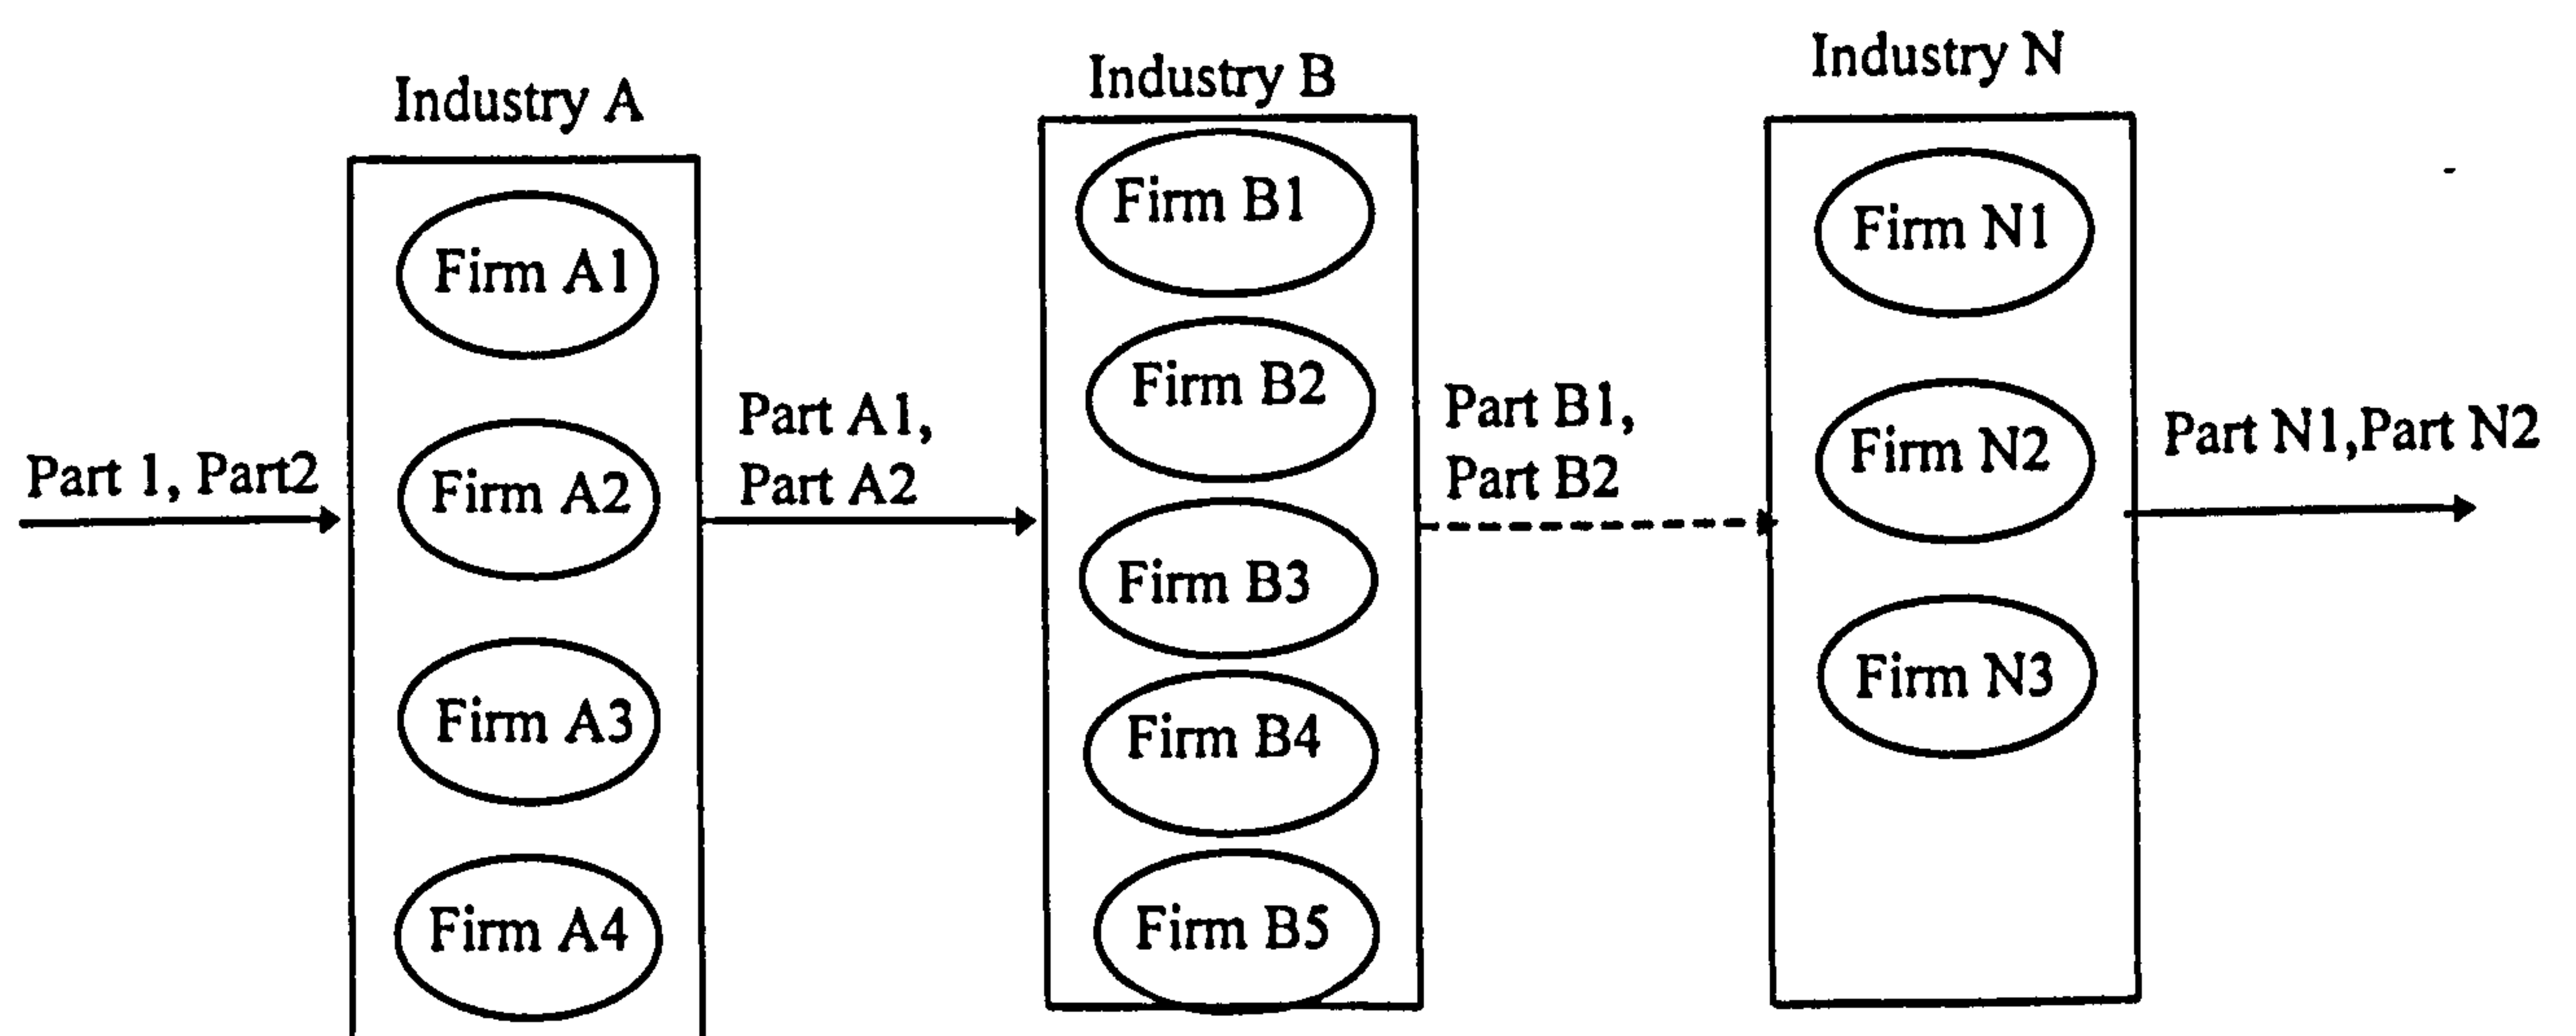 Industry A
Industry B
Industry N
Firm A1
Firm A2
Firm A3
Firm A4
Firm B1
Firm B2
Firm B3
Firm B4
Firm B5
Firm N1
Firm N2
Firm N3
Part 1, Part2
Part A1,
Part A2
Part B1,
Part B2
Part N1,Part N2